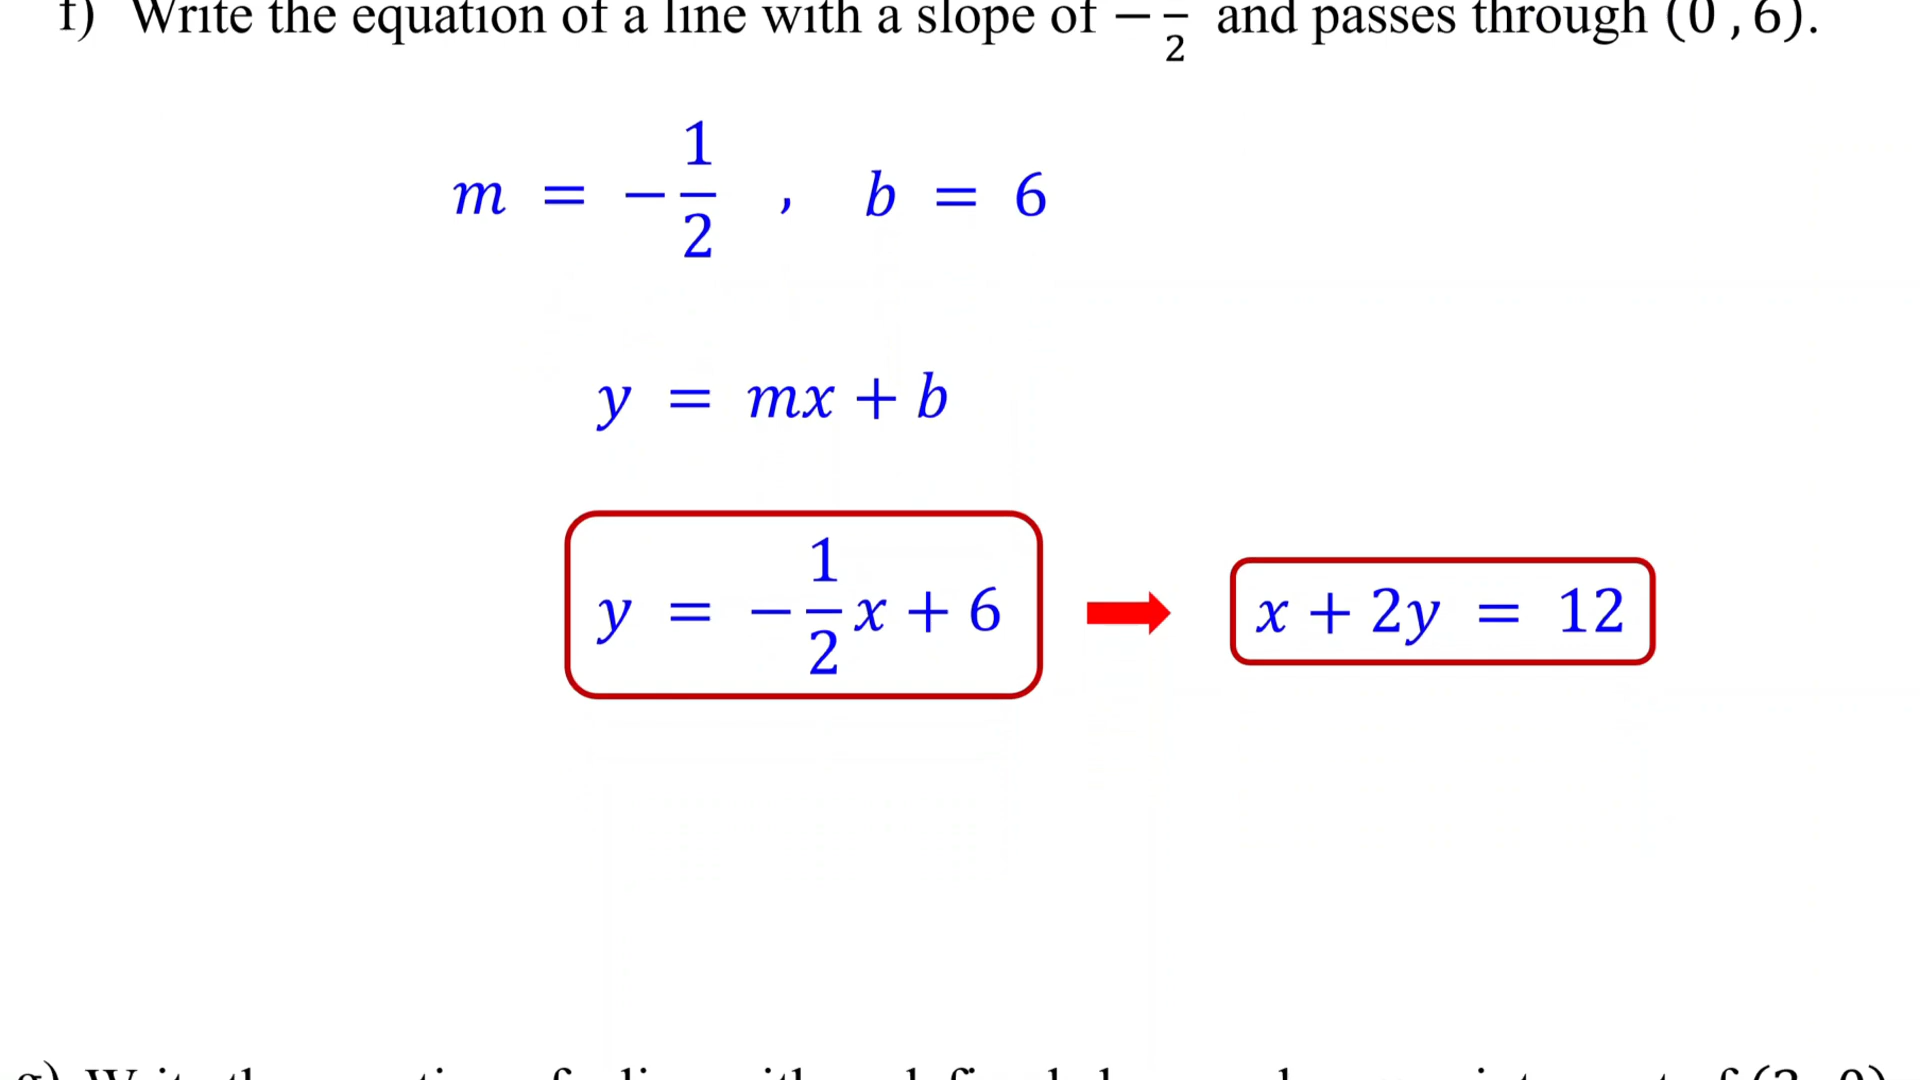 f) Write the equation of a line with a slope of −1/2 and passes through (0 , 6).
m = −1/2 , b = 6
y = mx + b
y = −1/2 x + 6 x + 2y = 12